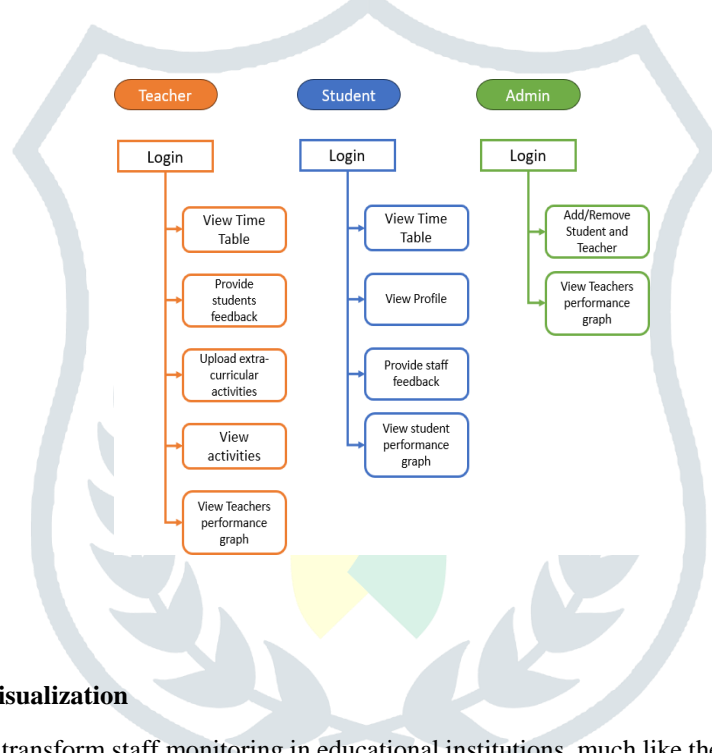 Teacher
Student
Admin
Login
View Time
Table
Provide
students
feedback
Upload extra-
curricular
activities
View
activities
View Teachers
performance
graph
Login
View Time
Table
View Profile
Provide staff
feedback
View student
performance
graph
Login
Add/Remove
Student and
Teacher
View Teachers
performance
graph
isualization
transform staff monitoring in educational institutions, much like the